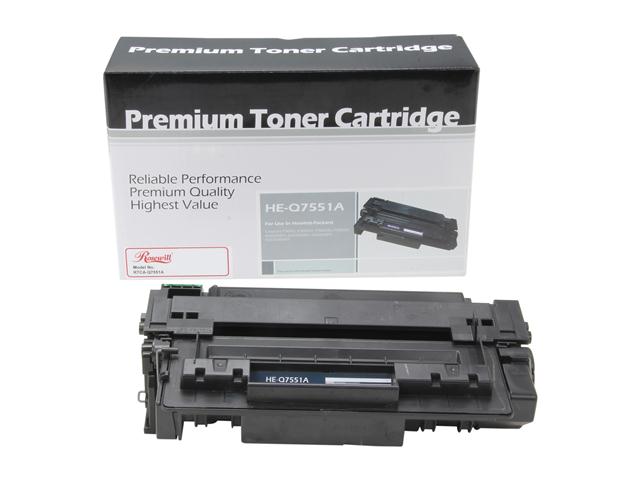 Premium Toner Cartridge
Premium Toner Cartridge
Reliable Performance
Premium Quality
Highest Value
HE-Q7551A
For Use In Hewlett-Packard
Rosewill
Model No.
RTCA-Q7551A
HE-Q7551A